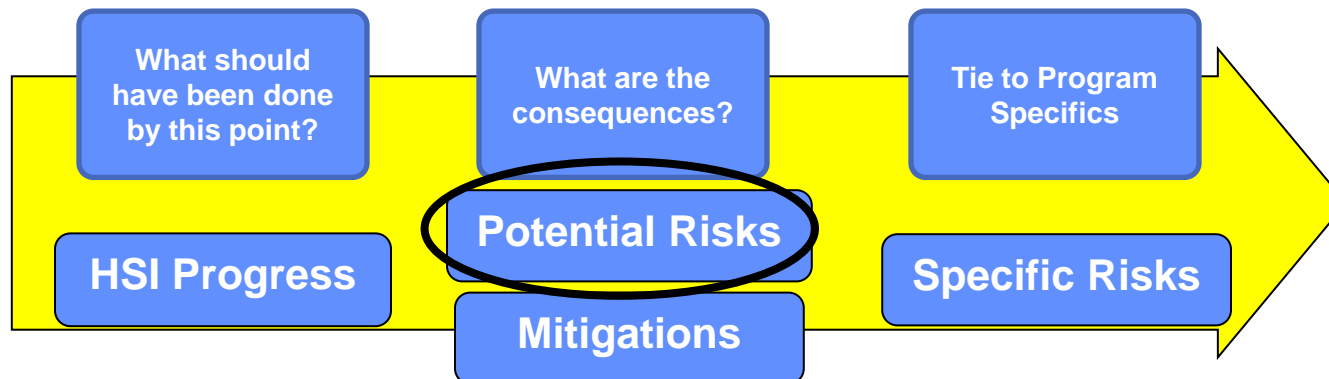 What should
have been done
by this point?
What are the
consequences?
Tie to Program
Specifics
HSI Progress
Potential Risks
Mitigations
Specific Risks